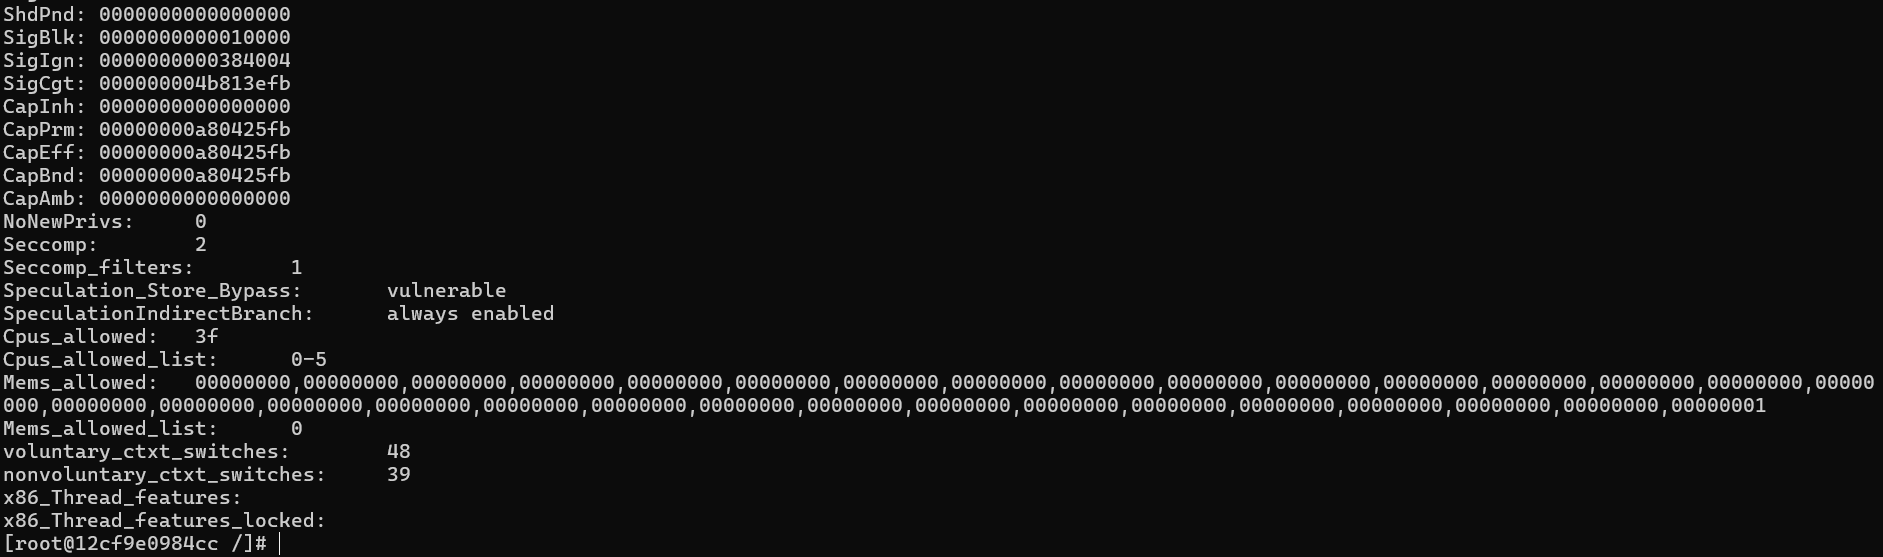 ShdPnd: 0000000000000000
SigBlk: 0000000000010000
SigIgn: 0000000000384004
SigCgt: 000000004b813efb
CapInh: 0000000000000000
CapPrm: 00000000a80425fb
CapEff: 00000000a80425fb
CapBnd: 00000000a80425fb
CapAmb: 0000000000000000
NoNewPrivs:	0
Seccomp:	2
Seccomp_filters:	1
Speculation_Store_Bypass:	vulnerable
SpeculationIndirectBranch:	always enabled
Cpus_allowed:	3f
Cpus_allowed_list:	0-5
Mems_allowed:	00000000,00000000,00000000,00000000,00000000,00000000,00000000,00000000,00000000,00000000,00000000,00000000,00000000,00000000,00000000,00000
000,00000000,00000000,00000000,00000000,00000000,00000000,00000000,00000000,00000000,00000000,00000000,00000000,00000000,00000000,00000000,00000001
Mems_allowed_list:	0
voluntary_ctxt_switches:	48
nonvoluntary_ctxt_switches:	39
x86_Thread_features:
x86_Thread_features_locked:
[root@12cf9e0984cc /]#